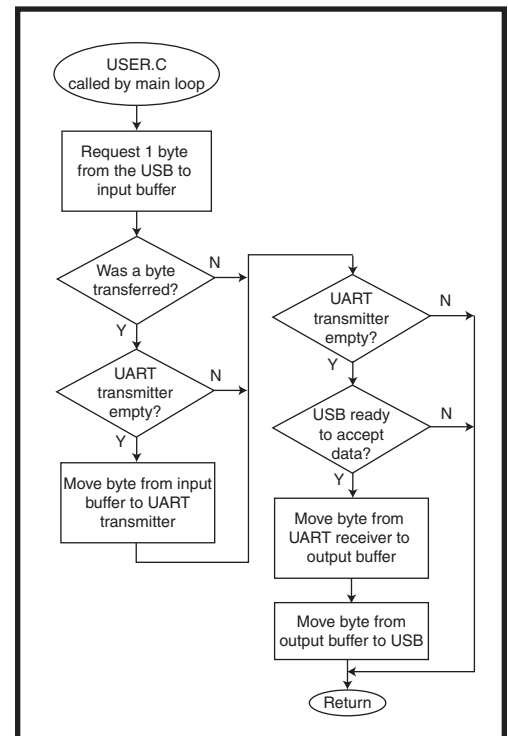 USER.C
called by main loop
Request 1 byte
from the USB to
input buffer
Was a byte
transferred?
N
Y
UART
transmitter
empty?
N
Y
Move byte from input
buffer to UART
transmitter
UART
transmitter
empty?
N
Y
USB ready
to accept
data?
N
Y
Move byte from
UART receiver to
output buffer
Move byte from
output buffer to USB
Return